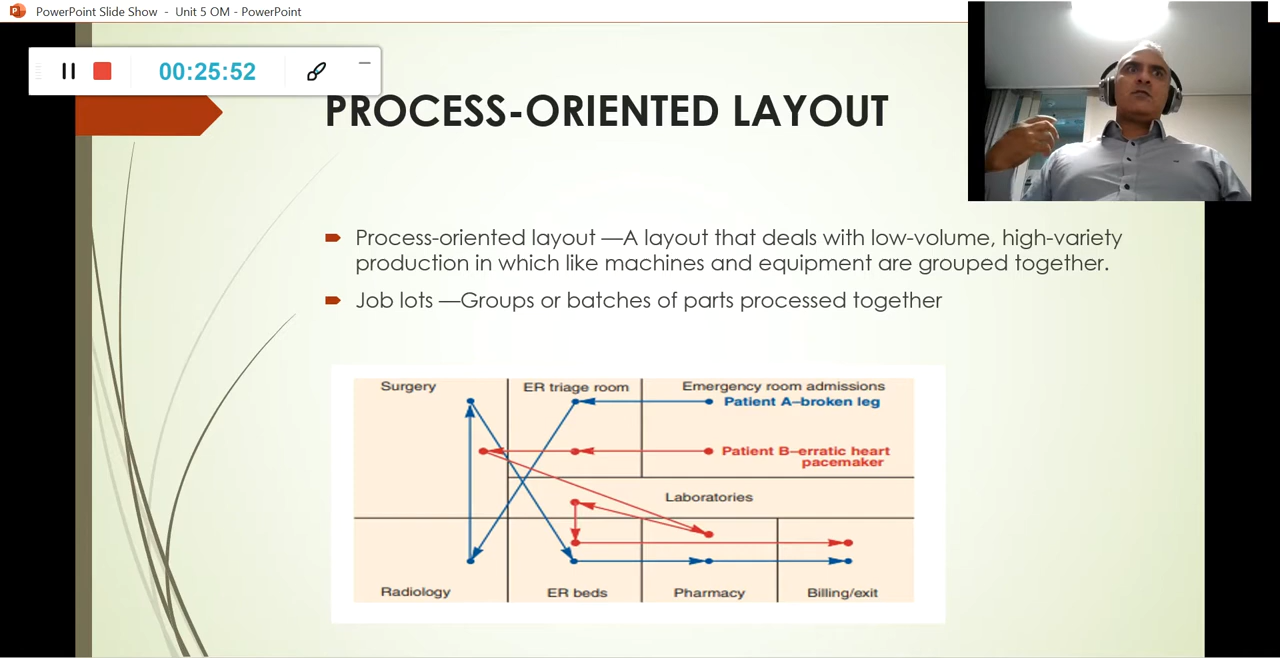 PowerPoint Slide Show - Unit 5 OM - PowerPoint
00:25:52
PROCESS-ORIENTED LAYOUT
Process-oriented layout —A layout that deals with low-volume, high-variety
production in which like machines and equipment are grouped together.
Job lots —Groups or batches of parts processed together
Surgery
ER triage room
Emergency room admissions
Patient A–broken leg
Patient B–erratic heart
pacemaker
Laboratories
Radiology
ER beds
Pharmacy
Billing/exit